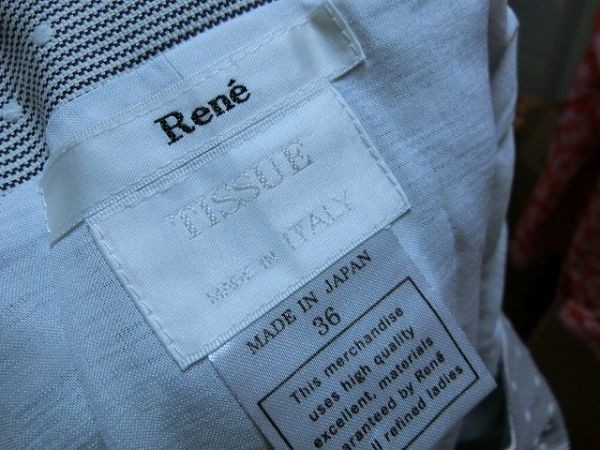 René
TISSUE
MADE IN ITALY
MADE IN JAPAN
36
This merchandise
uses high quality
excellent, materials
aranteed by René
refined ladies